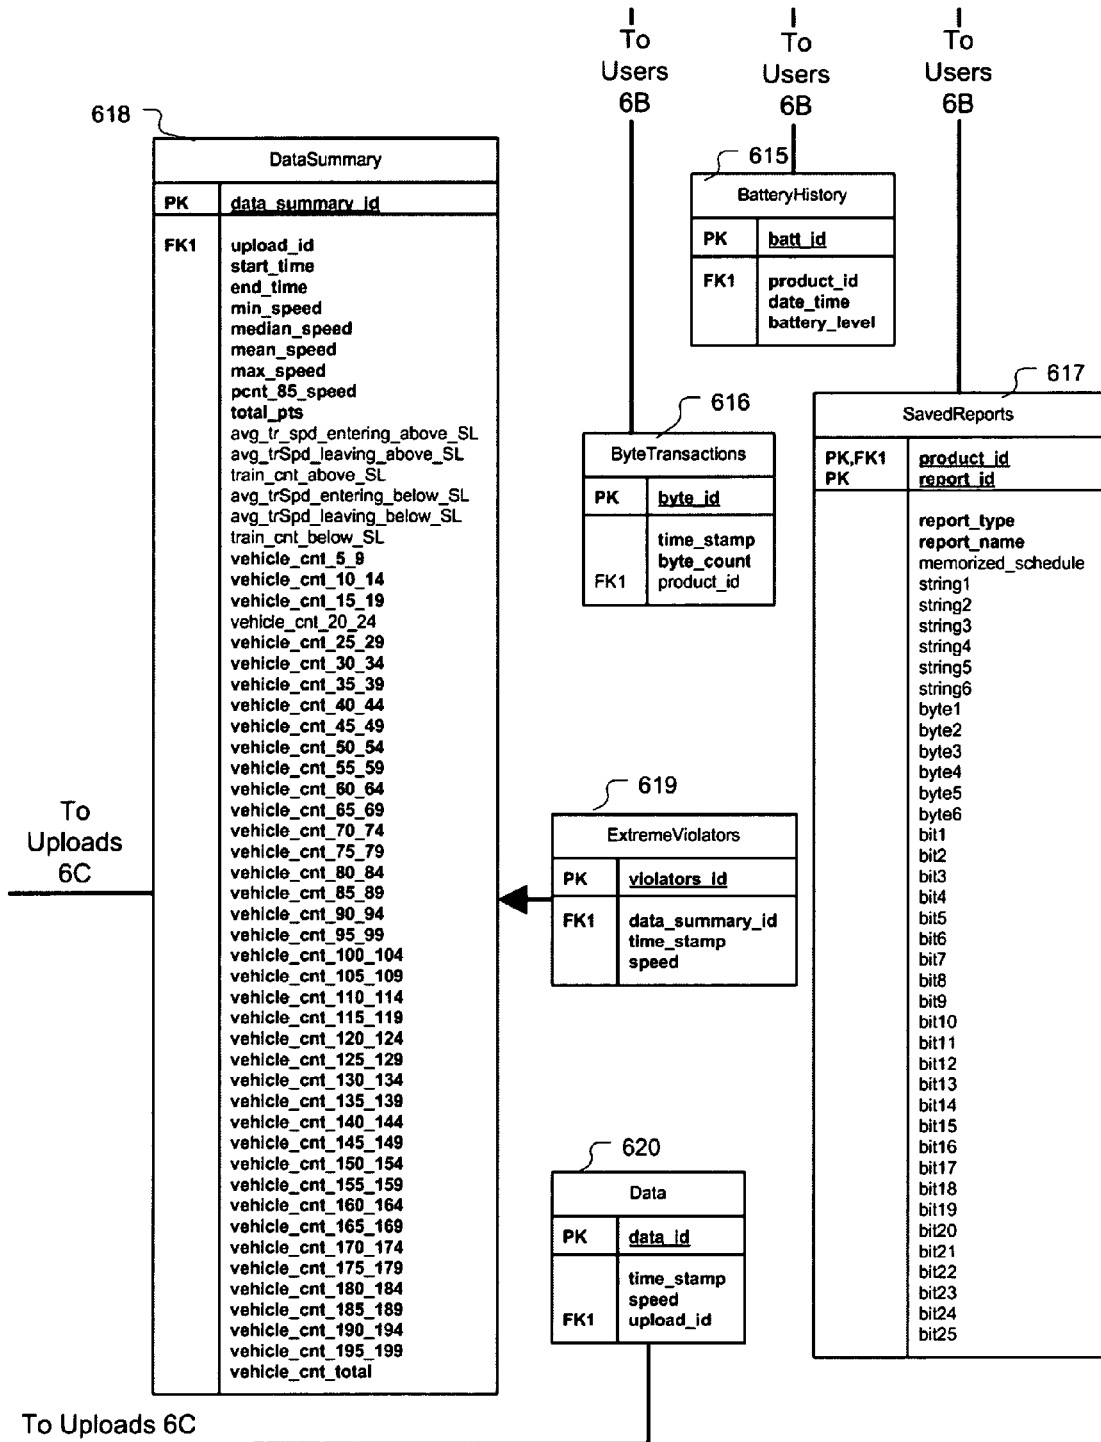 To
Users
6B
To
Users
6B
To
Users
6B
618
DataSummary
PK data_summary_id
FK1 upload_id
start_time
end_time
min_speed
median_speed
mean_speed
max_speed
pcnt_85_speed
total_pts
avg_tr_spd_entering_above_SL
avg_trSpd_leaving_above_SL
train_cnt_above_SL
avg_trSpd_entering_below_SL
avg_trSpd_leaving_below_SL
train_cnt_below_SL
vehicle_cnt_5_9
vehicle_cnt_10_14
vehicle_cnt_15_19
vehicle_cnt_20_24
vehicle_cnt_25_29
vehicle_cnt_30_34
vehicle_cnt_35_39
vehicle_cnt_40_44
vehicle_cnt_45_49
vehicle_cnt_50_54
vehicle_cnt_55_59
vehicle_cnt_60_64
vehicle_cnt_65_69
vehicle_cnt_70_74
vehicle_cnt_75_79
vehicle_cnt_80_84
vehicle_cnt_85_89
vehicle_cnt_90_94
vehicle_cnt_95_99
vehicle_cnt_100_104
vehicle_cnt_105_109
vehicle_cnt_110_114
vehicle_cnt_115_119
vehicle_cnt_120_124
vehicle_cnt_125_129
vehicle_cnt_130_134
vehicle_cnt_135_139
vehicle_cnt_140_144
vehicle_cnt_145_149
vehicle_cnt_150_154
vehicle_cnt_155_159
vehicle_cnt_160_164
vehicle_cnt_165_169
vehicle_cnt_170_174
vehicle_cnt_175_179
vehicle_cnt_180_184
vehicle_cnt_185_189
vehicle_cnt_190_194
vehicle_cnt_195_199
vehicle_cnt_total
To
Uploads
6C
615
BatteryHistory
PK batt_id
FK1 product_id
date_time
battery_level
616
ByteTransactions
PK byte_id
time_stamp
byte_count
FK1 product_id
617
SavedReports
PK,FK1 product_id
PK report_id
report_type
report_name
memorized_schedule
string1
string2
string3
string4
string5
string6
byte1
byte2
byte3
byte4
byte5
byte6
bit1
bit2
bit3
bit4
bit5
bit6
bit7
bit8
bit9
bit10
bit11
bit12
bit13
bit14
bit15
bit16
bit17
bit18
bit19
bit20
bit21
bit22
bit23
bit24
bit25
619
ExtremeViolators
PK violators_id
FK1 data_summary_id
time_stamp
speed
620
Data
PK data_id
time_stamp
speed
FK1 upload_id
To Uploads 6C